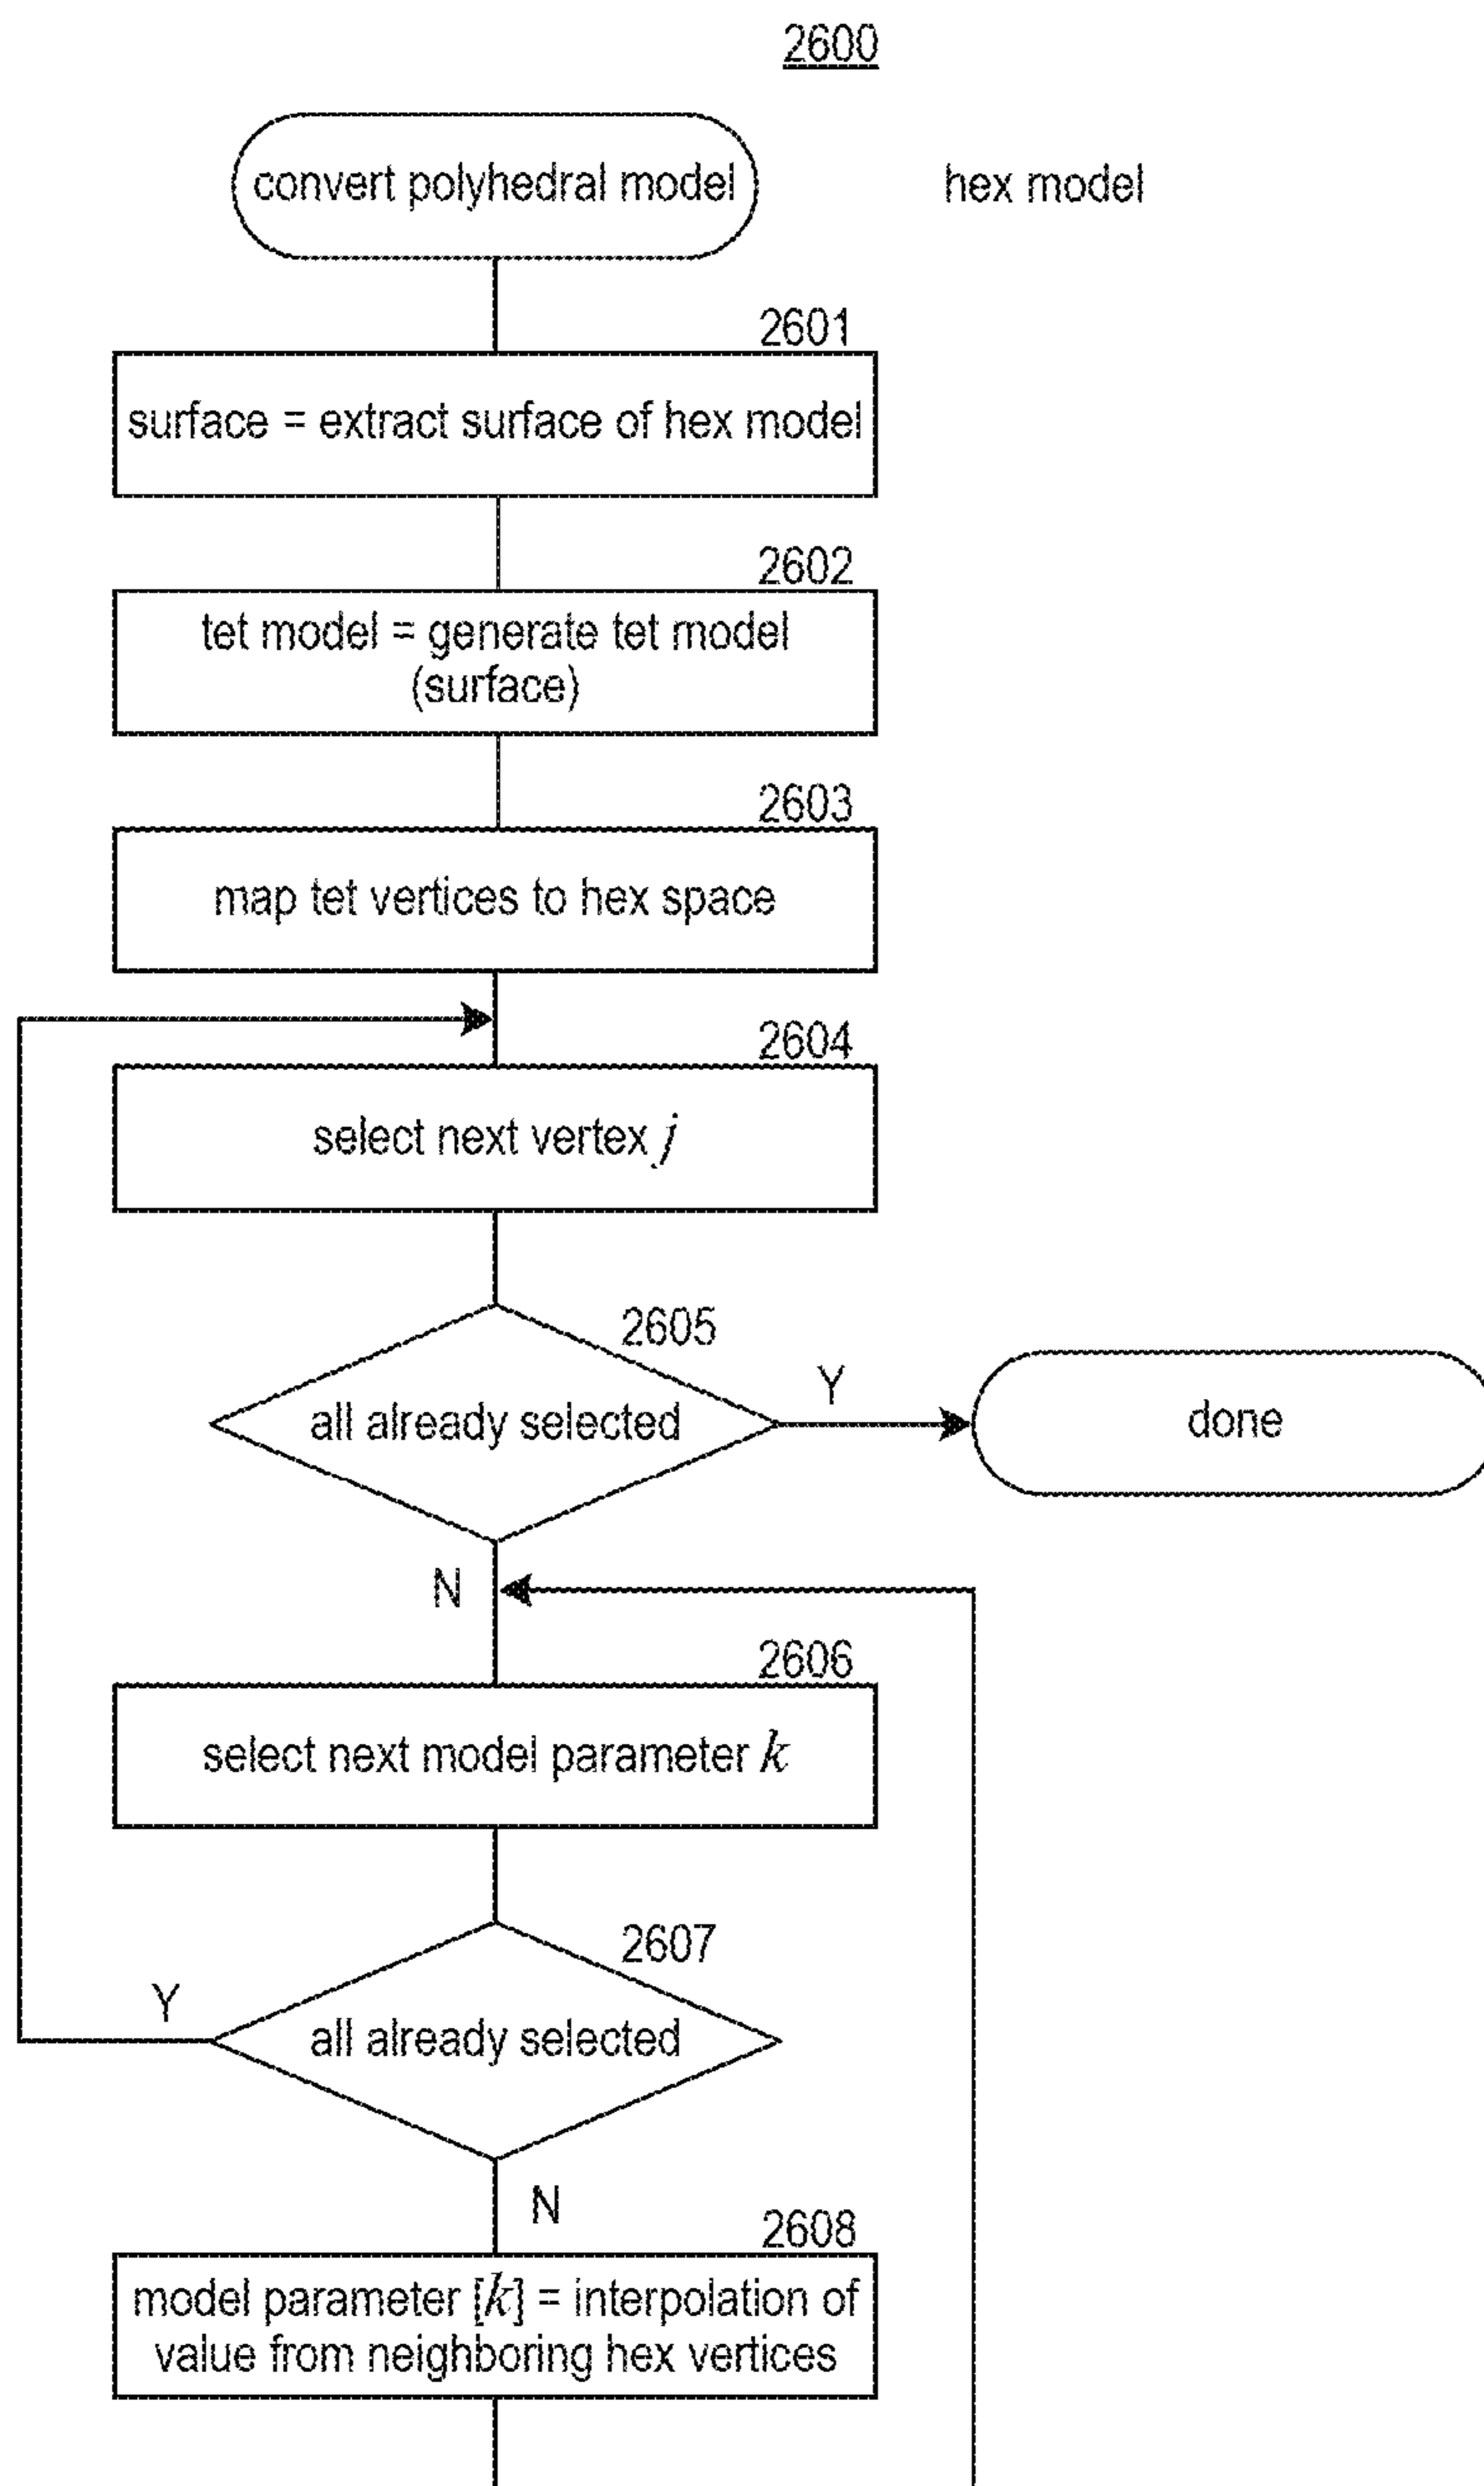 2600
convert polyhedral model
hex model
2601
surface = extract surface of hex model
2602
tet model = generate tet model
(surface)
2603
map tet vertices to hex space
2604
select next vertex j
2605
all already selected
Y
done
N
2606
select next model parameter k
2607
all already selected
Y
N
2608
model parameter [k] = interpolation of
value from neighboring hex vertices